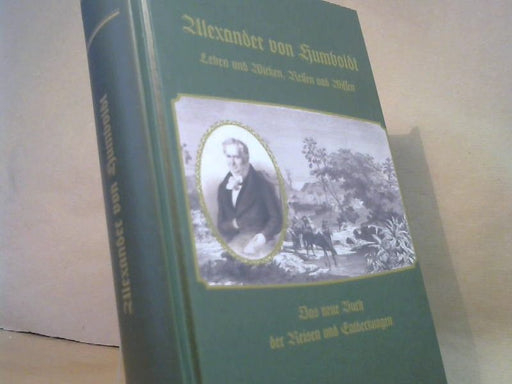 Alexander von Humboldt
Leben und Wirken, Reisen und Wissen
Das neue Buch
der Reisen und Entdeckungen
Alexander von Humboldt